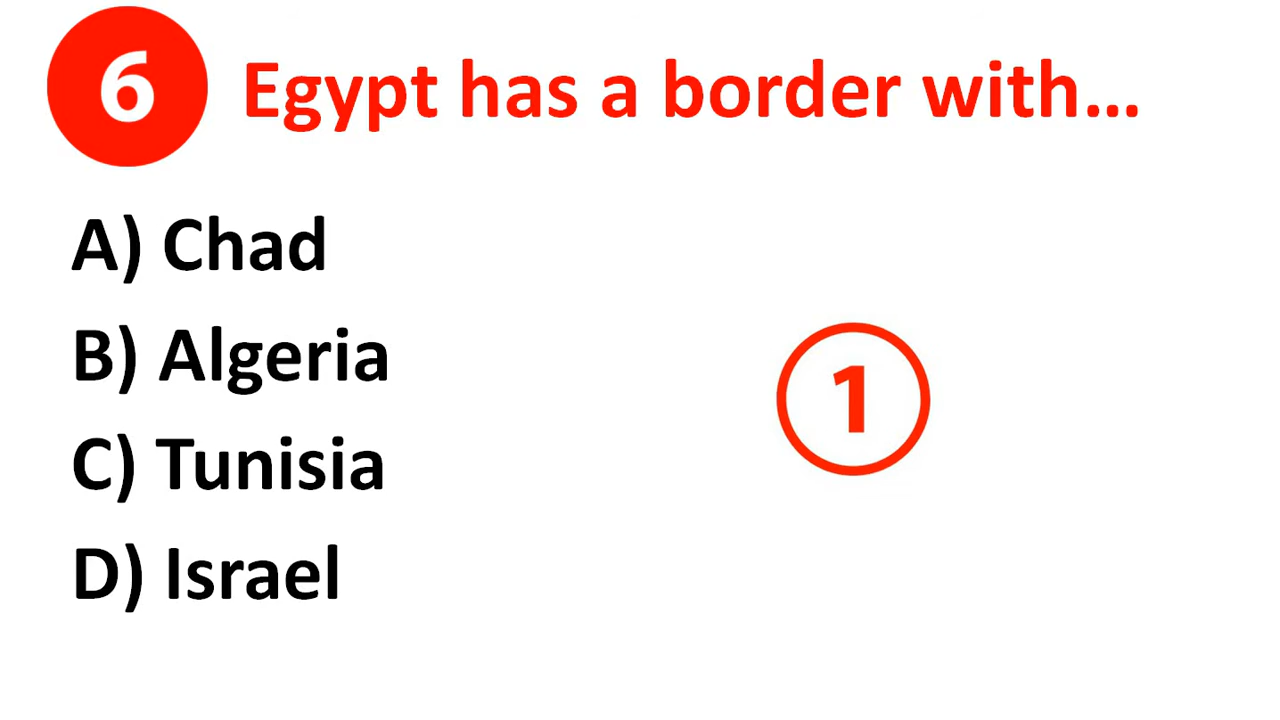 6 Egypt has a border with...
A) Chad
B) Algeria
1
C) Tunisia
D) Israel